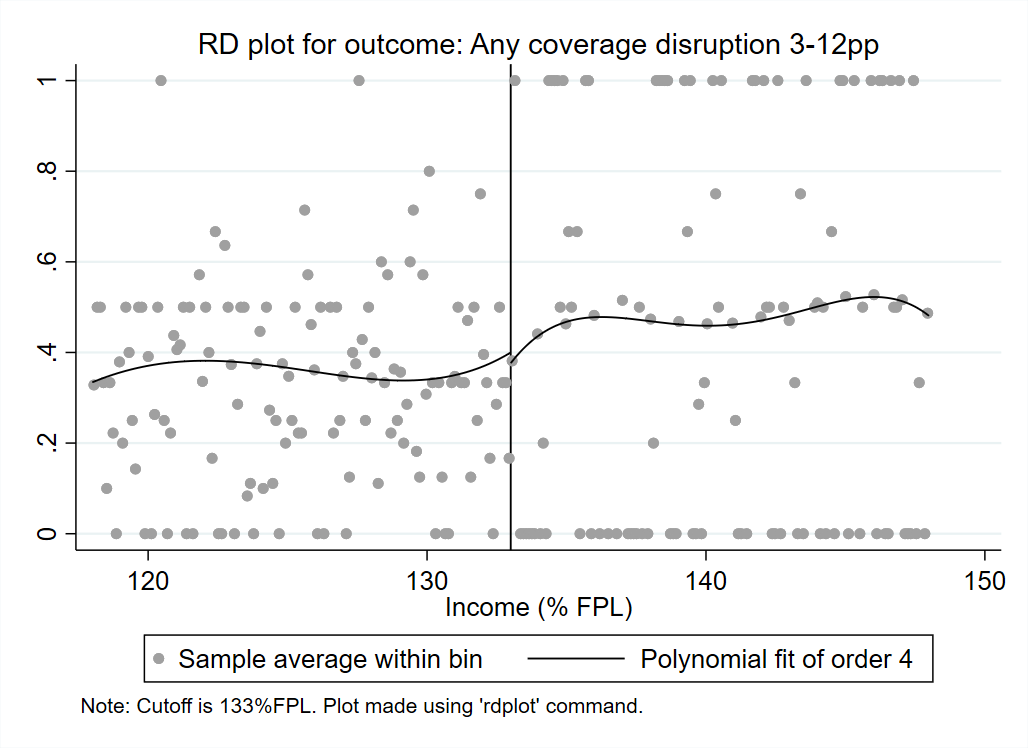 RD plot for outcome: Any coverage disruption 3-12pp
1
.8
.6
.4
.2
0
120 130 140 150
Income (% FPL)
Sample average within bin Polynomial fit of order 4
Note: Cutoff is 133%FPL. Plot made using 'rdplot' command.